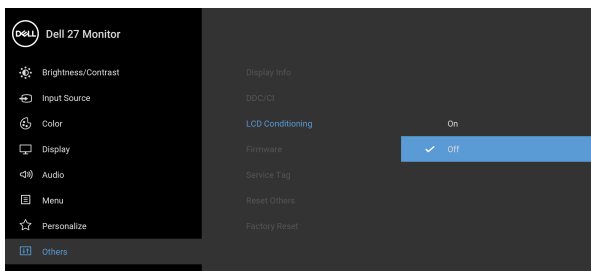 DELL Dell 27 Monitor
Brightness/Contrast
Display Info
Input Source
DDC/CI
Color
LCD Conditioning
On
Display
Firmware
Off
Audio
Service Tag
Menu
Reset Others
Personalize
Factory Reset
Others